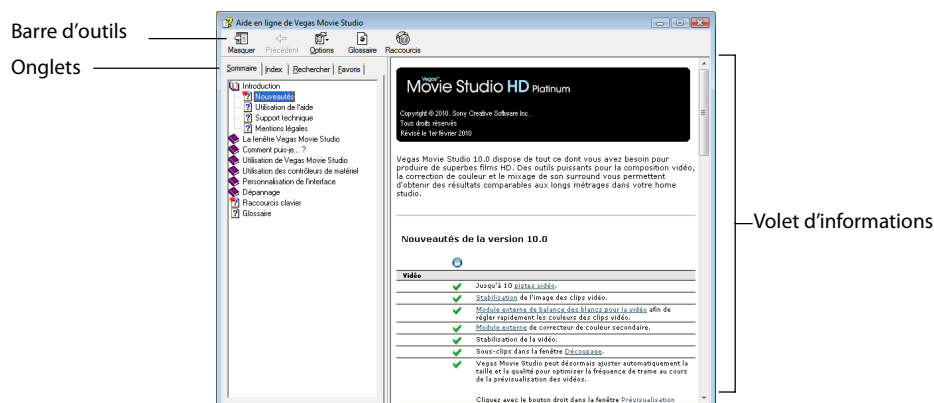 Barre d'outils
Onglets
Volet d'informations
Aide en ligne de Vegas Movie Studio
Masquer Précédent Options Glossaire Raccourcis
Sommaire Index Rechercher Favoris
Introduction
Nouveautés
Utilisation de l'aide
Support technique
Mentions légales
La fenêtre Vegas Movie Studio
Comment puis-je... ?
Utilisation de Vegas Movie Studio
Utilisation des contrôleurs de matériel
Personnalisation de l'interface
Dépannage
Raccourcis clavier
Glossaire
Vegas®
Movie Studio HD Platinum
Copyright © 2010. Sony Creative Software Inc.
Tous droits réservés
Révisé le 1er février 2010
Vegas Movie Studio 10.0 dispose de tout ce dont vous avez besoin pour
produire de superbes films HD. Des outils puissants pour la composition vidéo,
la correction de couleur et le mixage de son surround vous permettent
d'obtenir des résultats comparables aux longs métrages dans votre home
studio.
Nouveautés de la version 10.0
Vidéo
Jusqu'à 10 pistes vidéo.
Stabilisation de l'image des clips vidéo.
Module externe de balance des blancs pour la vidéo afin de
régler rapidement les couleurs des clips vidéo.
Module externe de correcteur de couleur secondaire.
Stabilisation de la vidéo.
Sous-clips dans la fenêtre Découpage.
Vegas Movie Studio peut désormais ajuster automatiquement la
taille et la qualité pour optimiser la fréquence de trame au cours
de la prévisualisation des vidéos.
Cliquez avec le bouton droit dans la fenêtre Prévisualisation